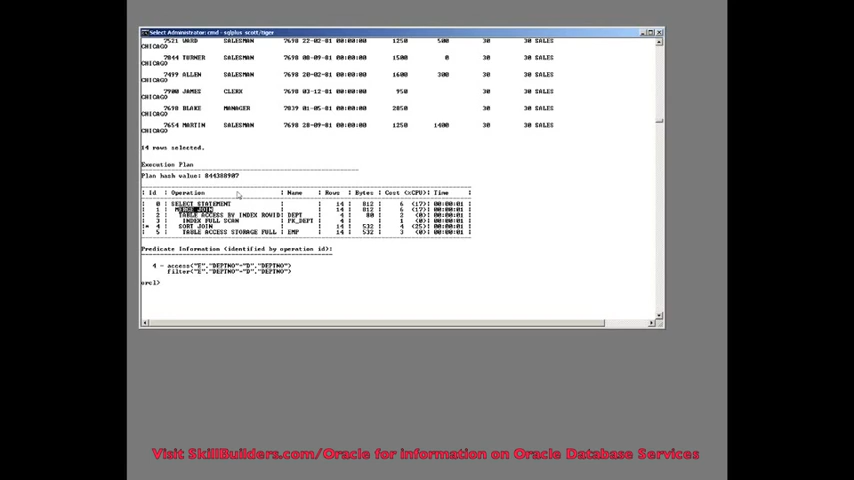 Select Administrator: cmd - sqlplus scott/tiger
7521 WARD SALESMAN 7698 22-02-81 00:00:00 1250 500 30 30 SALES
CHICAGO
7844 TURNER SALESMAN 7698 08-09-81 00:00:00 1500 0 30 30 SALES
CHICAGO
7499 ALLEN SALESMAN 7698 20-02-81 00:00:00 1600 300 30 30 SALES
CHICAGO
7900 JAMES CLERK 7698 03-12-81 00:00:00 950 30 30 SALES
CHICAGO
7698 BLAKE MANAGER 7839 01-05-81 00:00:00 2850 30 30 SALES
CHICAGO
7654 MARTIN SALESMAN 7698 28-09-81 00:00:00 1250 1400 30 30 SALES
CHICAGO
14 rows selected.
Execution Plan
Plan hash value: 844388907
| Id | Operation | Name | Rows | Bytes | Cost (%CPU)| Time |
| 0 | SELECT STATEMENT | | 14 | 812 | 6 (17)| 00:00:01 |
| 1 | MERGE JOIN | | 14 | 812 | 6 (17)| 00:00:01 |
| 2 | TABLE ACCESS BY INDEX ROWID| DEPT | 4 | 80 | 2 (0)| 00:00:01 |
| 3 | INDEX FULL SCAN | PK_DEPT | 4 | | 1 (0)| 00:00:01 |
|* 4 | SORT JOIN | | 14 | 532 | 4 (25)| 00:00:01 |
| 5 | TABLE ACCESS STORAGE FULL | EMP | 14 | 532 | 3 (0)| 00:00:01 |
Predicate Information (identified by operation id):
4 - access("E"."DEPTNO"="D"."DEPTNO")
filter("E"."DEPTNO"="D"."DEPTNO")
orcl>
Visit SkillBuilders.com/Oracle for information on Oracle Database Services